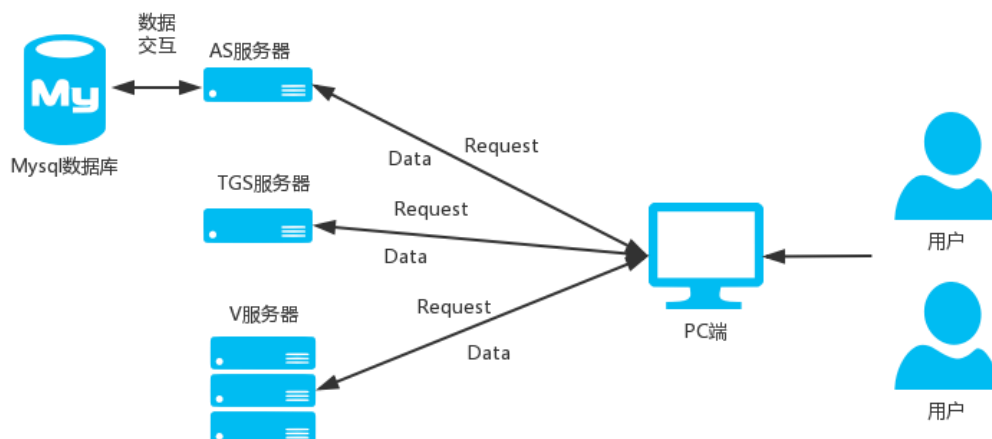 数据
交互
AS服务器
My
Mysql数据库
Request
Data
TGS服务器
Request
Data
用户
V服务器
Request
Data
PC端
用户